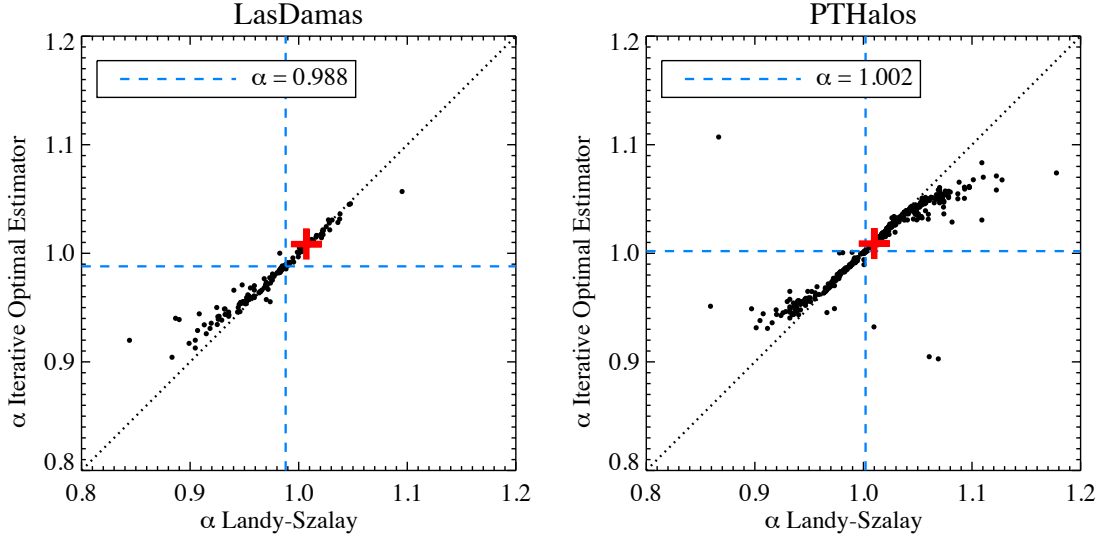 LasDamas
PTHalos
α = 0.988
α = 1.002
α Iterative Optimal Estimator
1.2
1.1
1.0
0.9
0.8
0.8 0.9 1.0 1.1 1.2
α Landy-Szalay
α Iterative Optimal Estimator
1.2
1.1
1.0
0.9
0.8
0.8 0.9 1.0 1.1 1.2
α Landy-Szalay